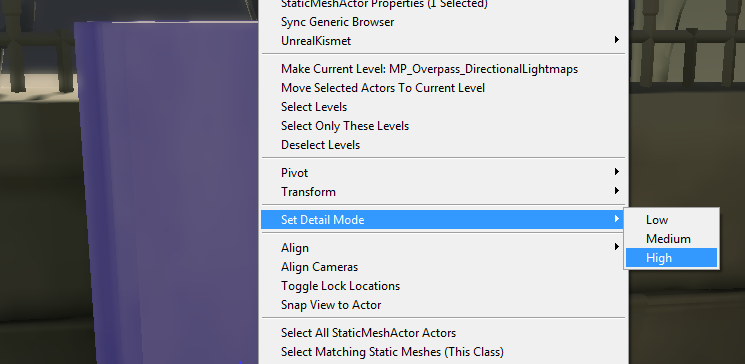 StaticMeshActor Properties (1 Selected)
Sync Generic Browser
UnrealKismet
Make Current Level: MP_Overpass_DirectionalLightmaps
Move Selected Actors To Current Level
Select Levels
Select Only These Levels
Deselect Levels
Pivot
Transform
Set Detail Mode
Low
Medium
High
Align
Align Cameras
Toggle Lock Locations
Snap View to Actor
Select All StaticMeshActor Actors
Select Matching Static Meshes (This Class)